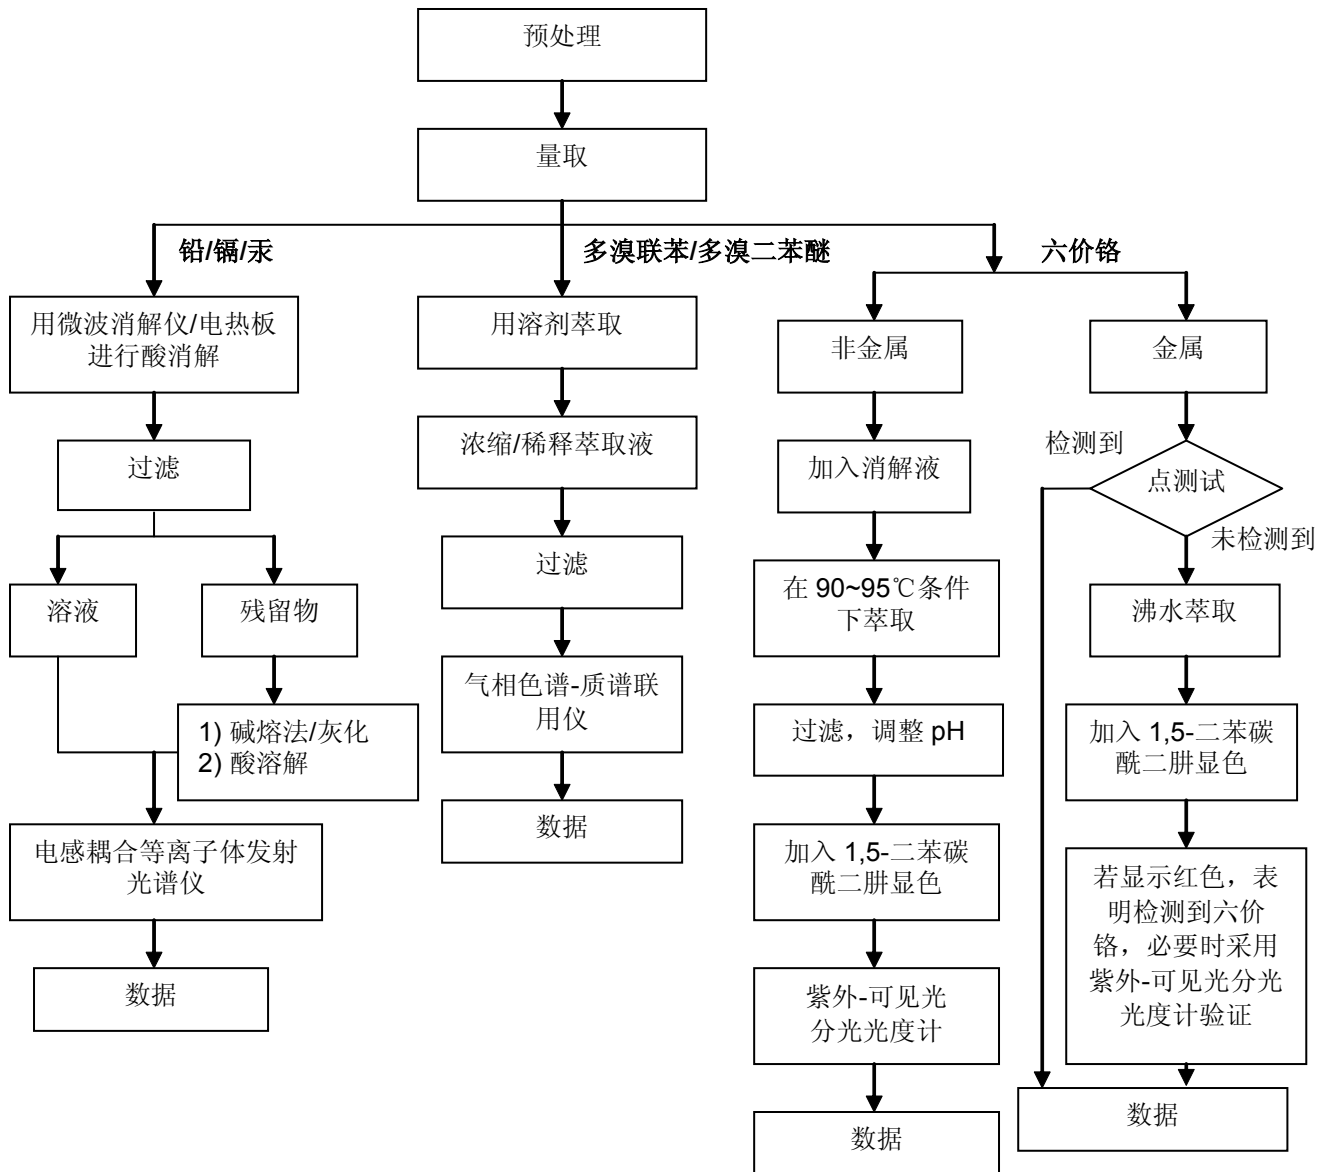 预处理
量取
铅/镉/汞
多溴联苯/多溴二苯醚
六价铬
用微波消解仪/电热板
进行酸消解
过滤
溶液
残留物
1) 碱熔法/灰化
2) 酸溶解
电感耦合等离子体发射
光谱仪
数据
用溶剂萃取
浓缩/稀释萃取液
过滤
气相色谱-质谱联
用仪
数据
非金属
加入消解液
在 90~95℃条件
下萃取
过滤，调整 pH
加入 1,5-二苯碳
酰二肼显色
紫外-可见光
分光光度计
数据
金属
检测到
点测试
未检测到
沸水萃取
加入 1,5-二苯碳
酰二肼显色
若显示红色，表
明检测到六价
铬，必要时采用
紫外-可见光分光
光度计验证
数据